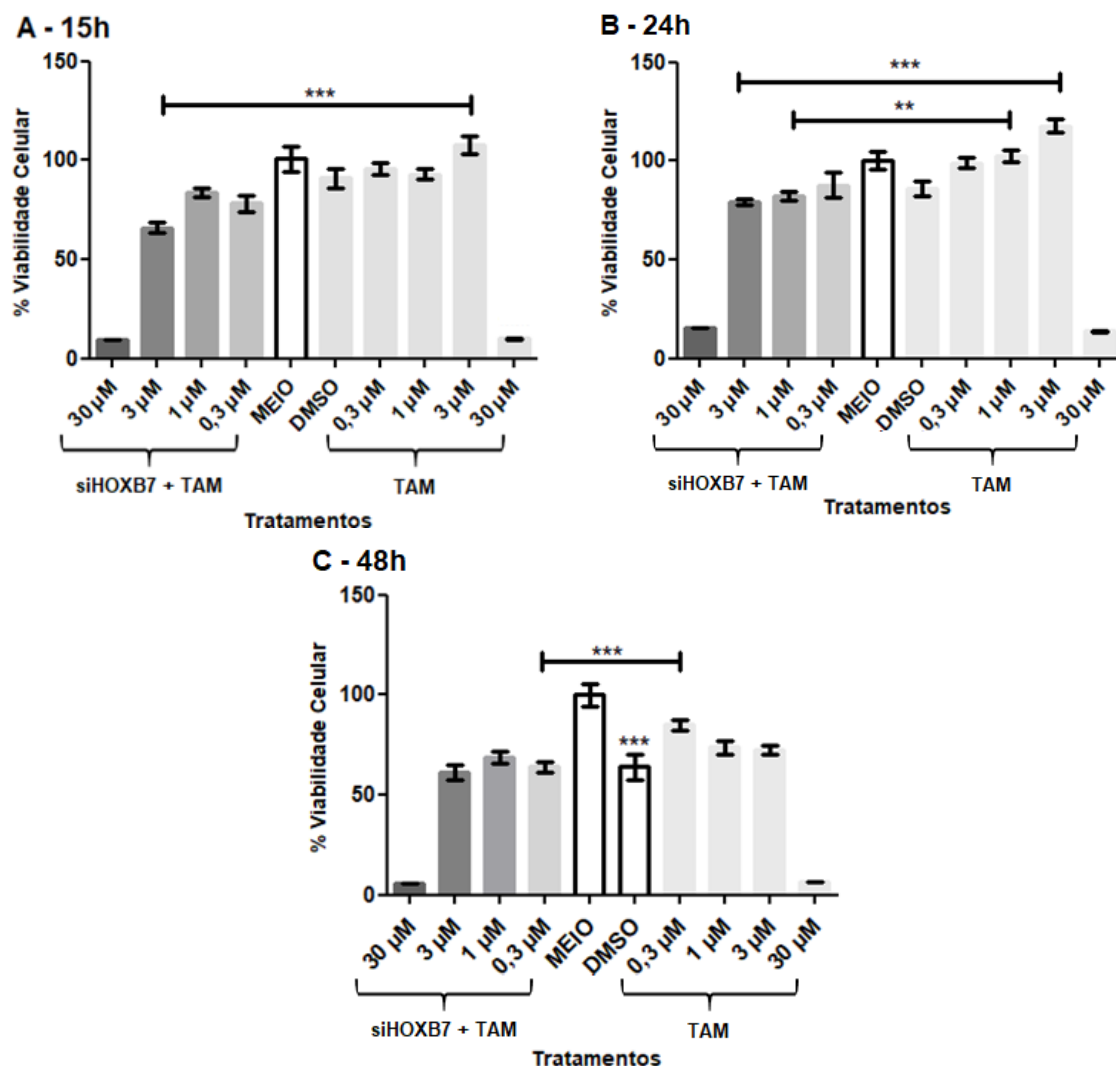 A - 15h
150
100
50
0
% Viabilidade Celular
***
30 µM
3 µM
1 µM
0,3 µM
MEIO
DMSO
0,3 µM
1 µM
3 µM
30 µM
siHOXB7 + TAM
TAM
Tratamentos
B - 24h
150
100
50
0
% Viabilidade Celular
***
**
30 µM
3 µM
1 µM
0,3 µM
MEIO
.DMSO
0,3 µM
1 µM
3 µM
30 µM
siHOXB7 + TAM
TAM
Tratamentos
C - 48h
150
100
50
0
% Viabilidade Celular
***
***
30 µM
3 µM
1 µM
0,3 µM
MEIO
DMSO
0,3 µM
1 µM
3 µM
30 µM
siHOXB7 + TAM
TAM
Tratamentos